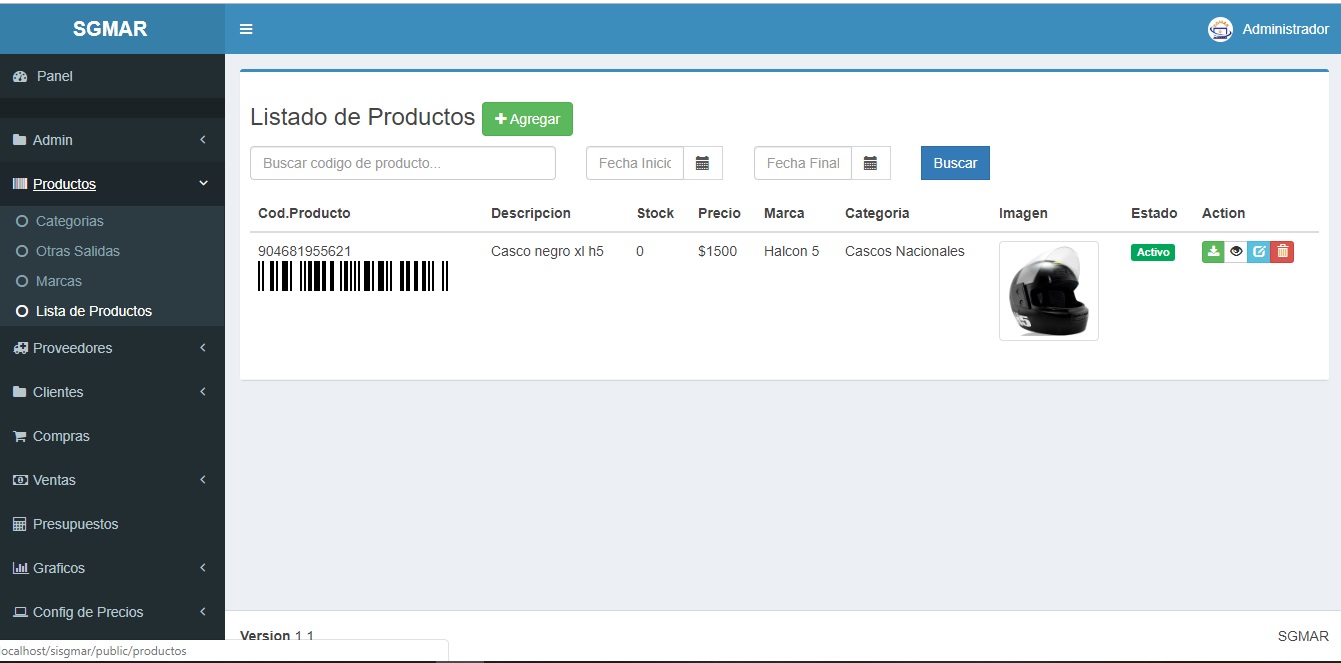 SGMAR
Administrador
Panel
Admin
Productos
Categorias
Otras Salidas
Marcas
Lista de Productos
Proveedores
Clientes
Compras
Ventas
Presupuestos
Graficos
Config de Precios
Listado de Productos
Agregar
Buscar codigo de producto...
Fecha Inicio
Fecha Final
Buscar
Cod.Producto Descripcion Stock Precio Marca Categoria Imagen Estado Action
904681955621 Casco negro xl h5 0 $1500 Halcon 5 Cascos Nacionales Activo
Version 1.1
SGMAR
localhost/sisgmar/public/productos